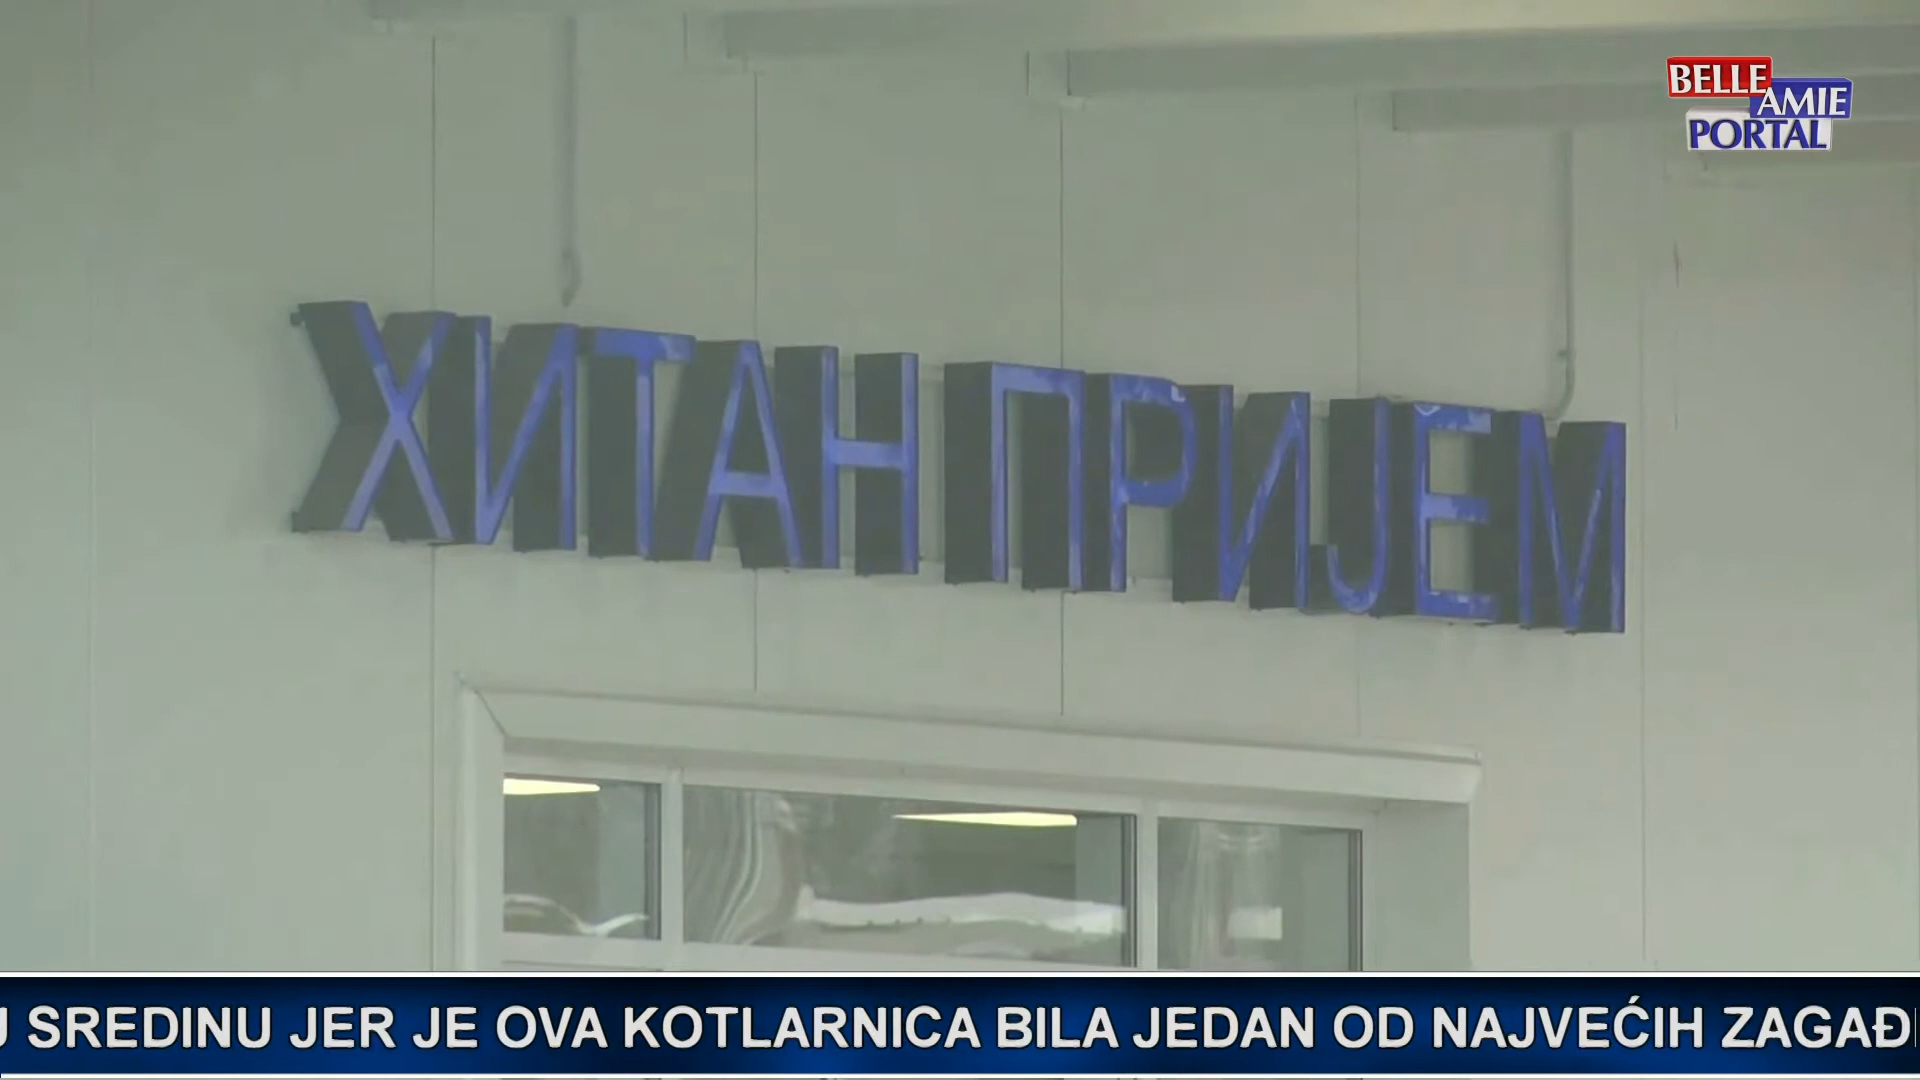 BELLE
AMIE
PORTAL
ХИТАН ПРИЈЕМ
SREDINU JER JE OVA KOTLARNICA BILA JEDAN OD NAJVEĆIH